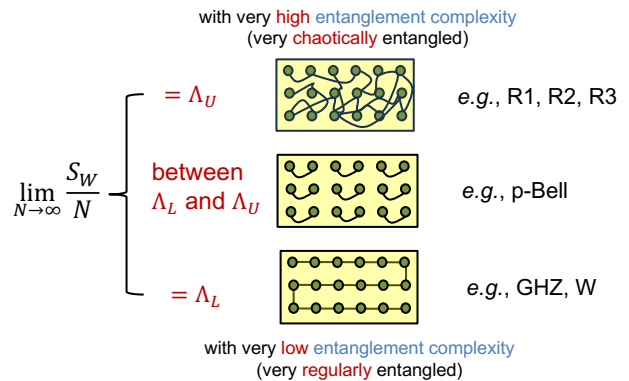 with very high entanglement complexity
(very chaotically entangled)
= Λ_U
e.g., R1, R2, R3
lim_{N→∞} S_W/N
between
Λ_L and Λ_U
e.g., p-Bell
= Λ_L
e.g., GHZ, W
with very low entanglement complexity
(very regularly entangled)